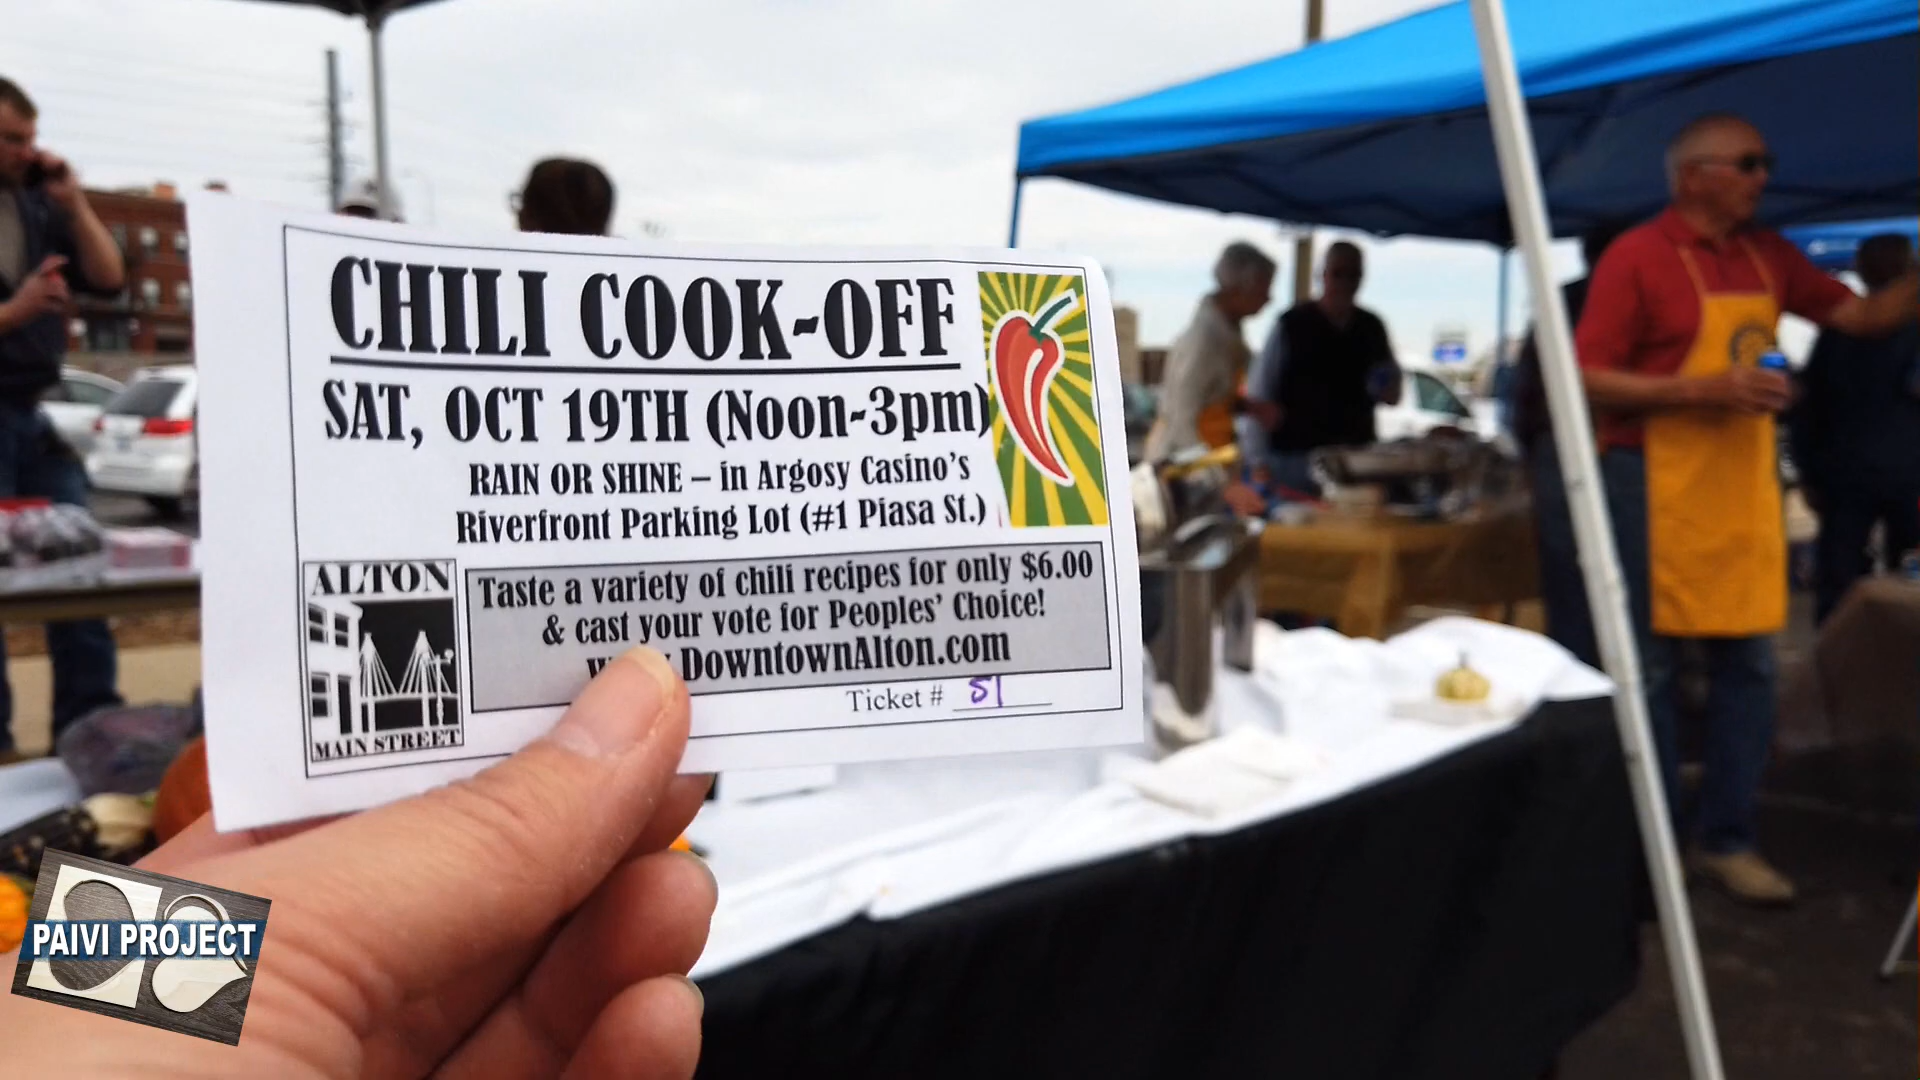 CHILI COOK-OFF
SAT, OCT 19TH (Noon-3pm)
RAIN OR SHINE – in Argosy Casino's
Riverfront Parking Lot (#1 Piasa St.)
ALTON
MAIN STREET
Taste a variety of chili recipes for only $6.00
& cast your vote for Peoples' Choice!
DowntownAlton.com
Ticket # 51
PAIVI PROJECT